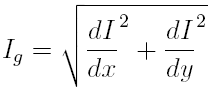 $I_g = \sqrt{\frac{dI}{dx}^2 + \frac{dI}{dy}^2}$